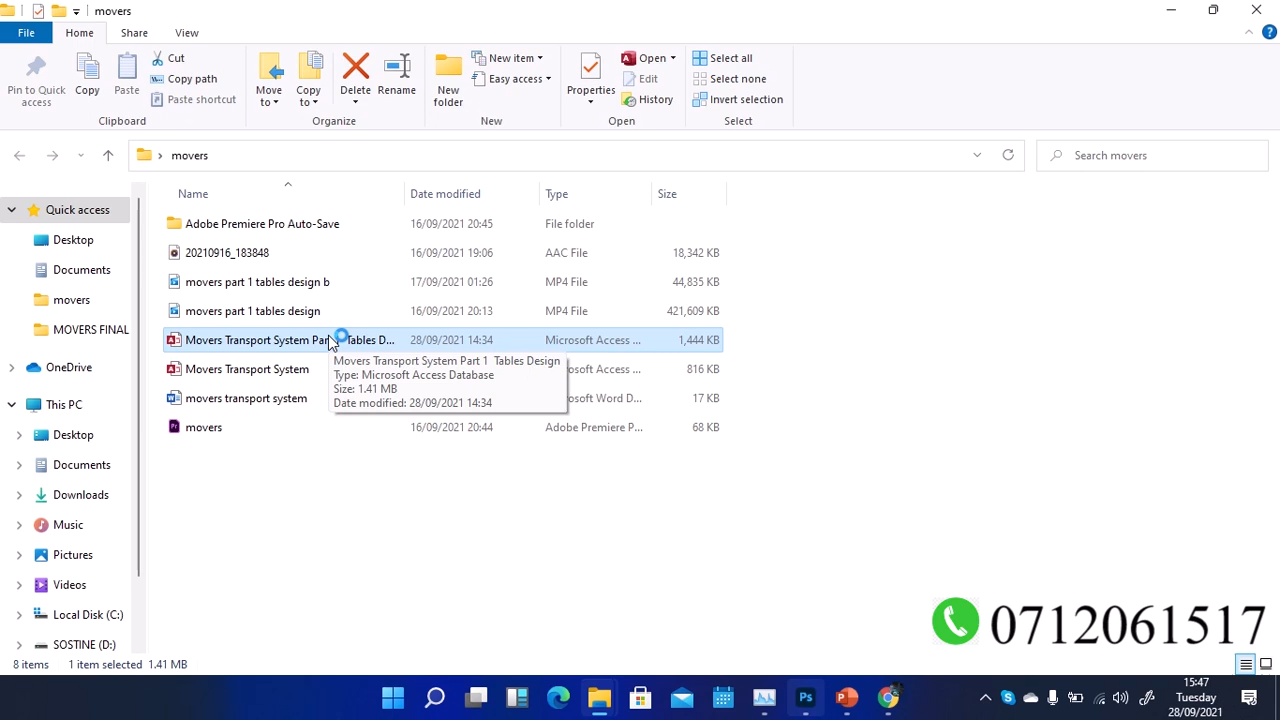 movers
File Home Share View
Pin to Quick access
Copy
Paste
Cut
Copy path
Paste shortcut
Clipboard
Move to
Copy to
Delete
Rename
Organize
New folder
New item
Easy access
New
Properties
Open
Edit
History
Open
Select all
Select none
Invert selection
Select
movers
Search movers
Quick access
Desktop
Documents
movers
MOVERS FINAL
OneDrive
This PC
Desktop
Documents
Downloads
Music
Pictures
Videos
Local Disk (C:)
SOSTINE (D:)
Name Date modified Type Size
Adobe Premiere Pro Auto-Save 16/09/2021 20:45 File folder
20210916_183848 16/09/2021 19:06 AAC File 18,342 KB
movers part 1 tables design b 17/09/2021 01:26 MP4 File 44,835 KB
movers part 1 tables design 16/09/2021 20:13 MP4 File 421,609 KB
Movers Transport System Par Tables D... 28/09/2021 14:34 Microsoft Access ... 1,444 KB
Movers Transport System osoft Access ... 816 KB
movers transport system osoft Word D... 17 KB
movers 16/09/2021 20:44 Adobe Premiere P... 68 KB
Movers Transport System Part 1 Tables Design
Type: Microsoft Access Database
Size: 1.41 MB
Date modified: 28/09/2021 14:34
0712061517
8 items 1 item selected 1.41 MB
15:47
Tuesday
28/09/2021